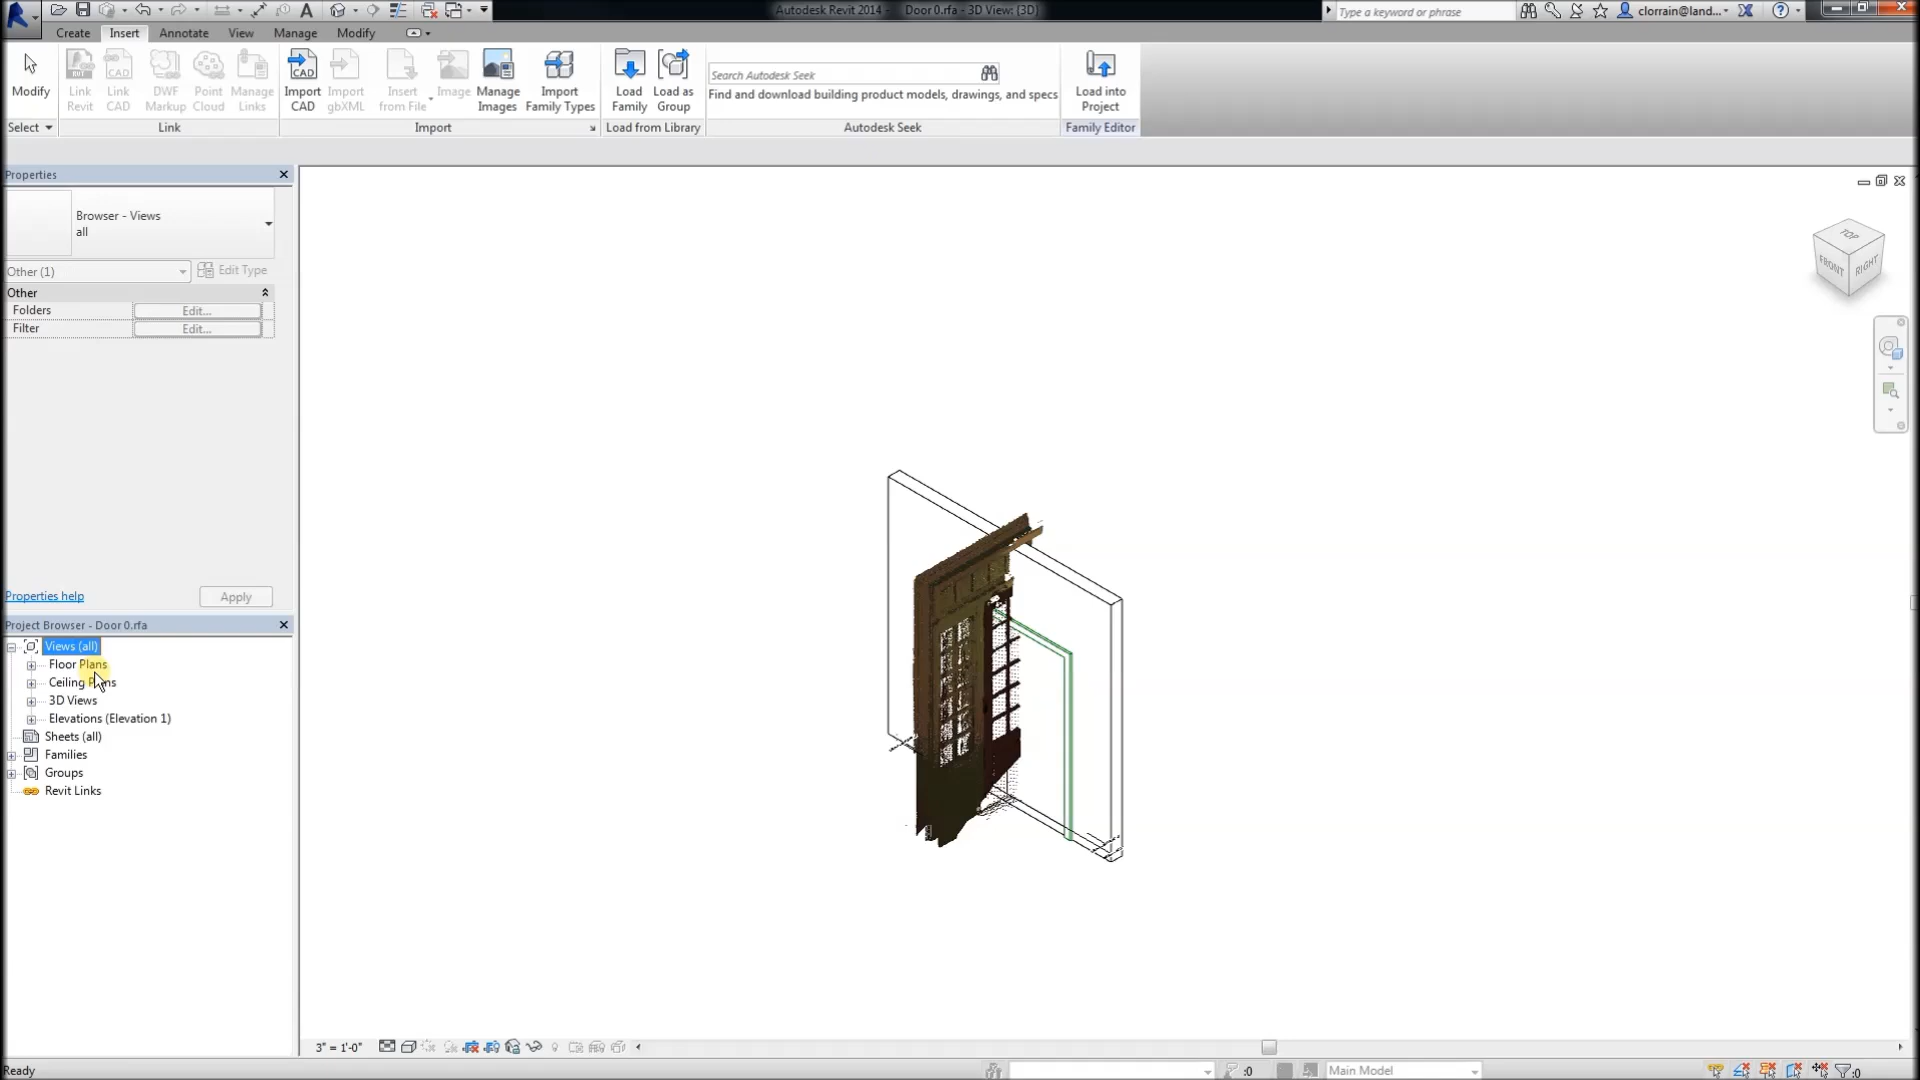 Autodesk Revit 2014 - Door 0.rfa - 3D View: {3D}
Type a keyword or phrase
clorrain@land...
Create Insert Annotate View Manage Modify
Modify
Link Revit
Link CAD
DWF Markup
Point Cloud
Manage Links
Import CAD
Import gbXML
Insert from File
Image
Manage Images
Import Family Types
Load Family
Load as Group
Search Autodesk Seek
Find and download building product models, drawings, and specs
Load into Project
Select
Link
Import
Load from Library
Autodesk Seek
Family Editor
Properties
Browser - Views
all
Other (1)
Edit Type
Other
Folders Edit...
Filter Edit...
Properties help
Apply
Project Browser - Door 0.rfa
Views (all)
Floor Plans
Ceiling Plans
3D Views
Elevations (Elevation 1)
Sheets (all)
Families
Groups
Revit Links
TOP
FRONT
RIGHT
3" = 1'-0"
Ready
:0
Main Model
:0